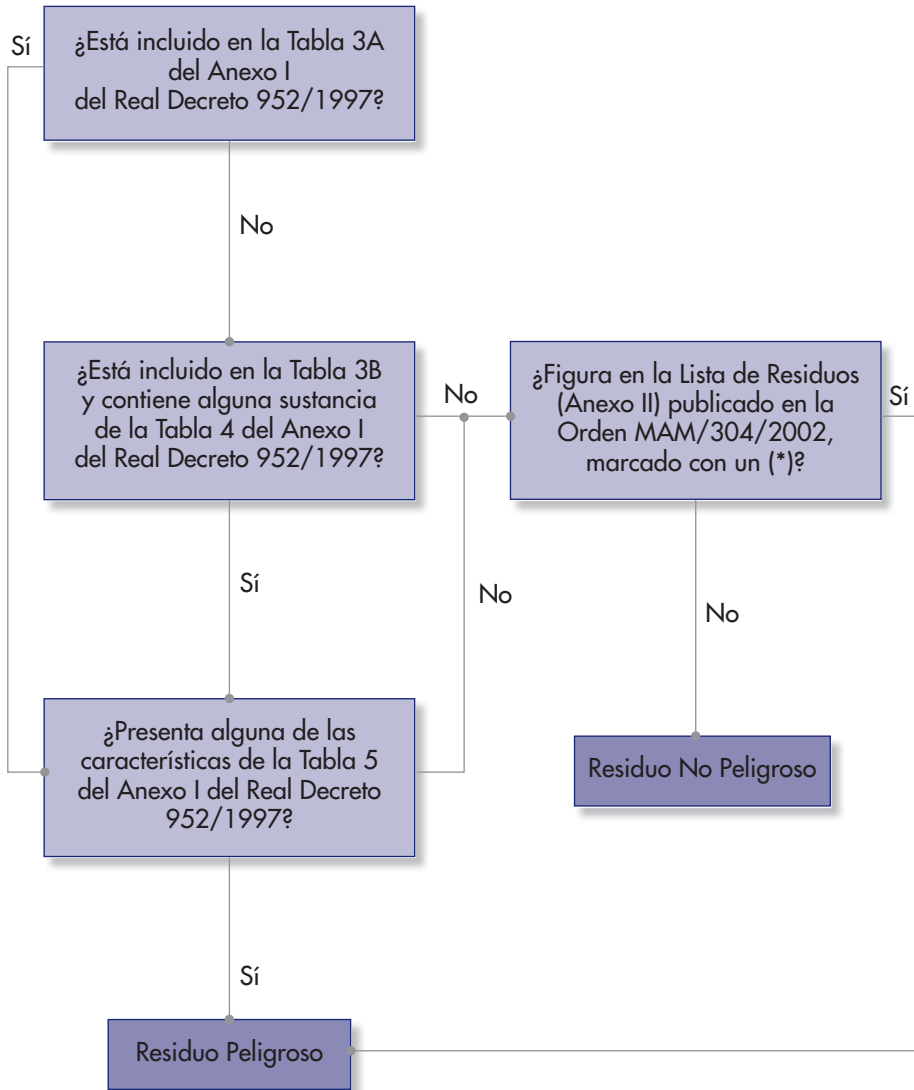 Sí
¿Está incluido en la Tabla 3A
del Anexo I
del Real Decreto 952/1997?
No
¿Está incluido en la Tabla 3B
y contiene alguna sustancia
de la Tabla 4 del Anexo I
del Real Decreto 952/1997?
No
¿Figura en la Lista de Residuos
(Anexo II) publicado en la
Orden MAM/304/2002,
marcado con un (*)?
Sí
Sí
No
No
¿Presenta alguna de las
características de la Tabla 5
del Anexo I del Real Decreto
952/1997?
Residuo No Peligroso
Sí
Residuo Peligroso